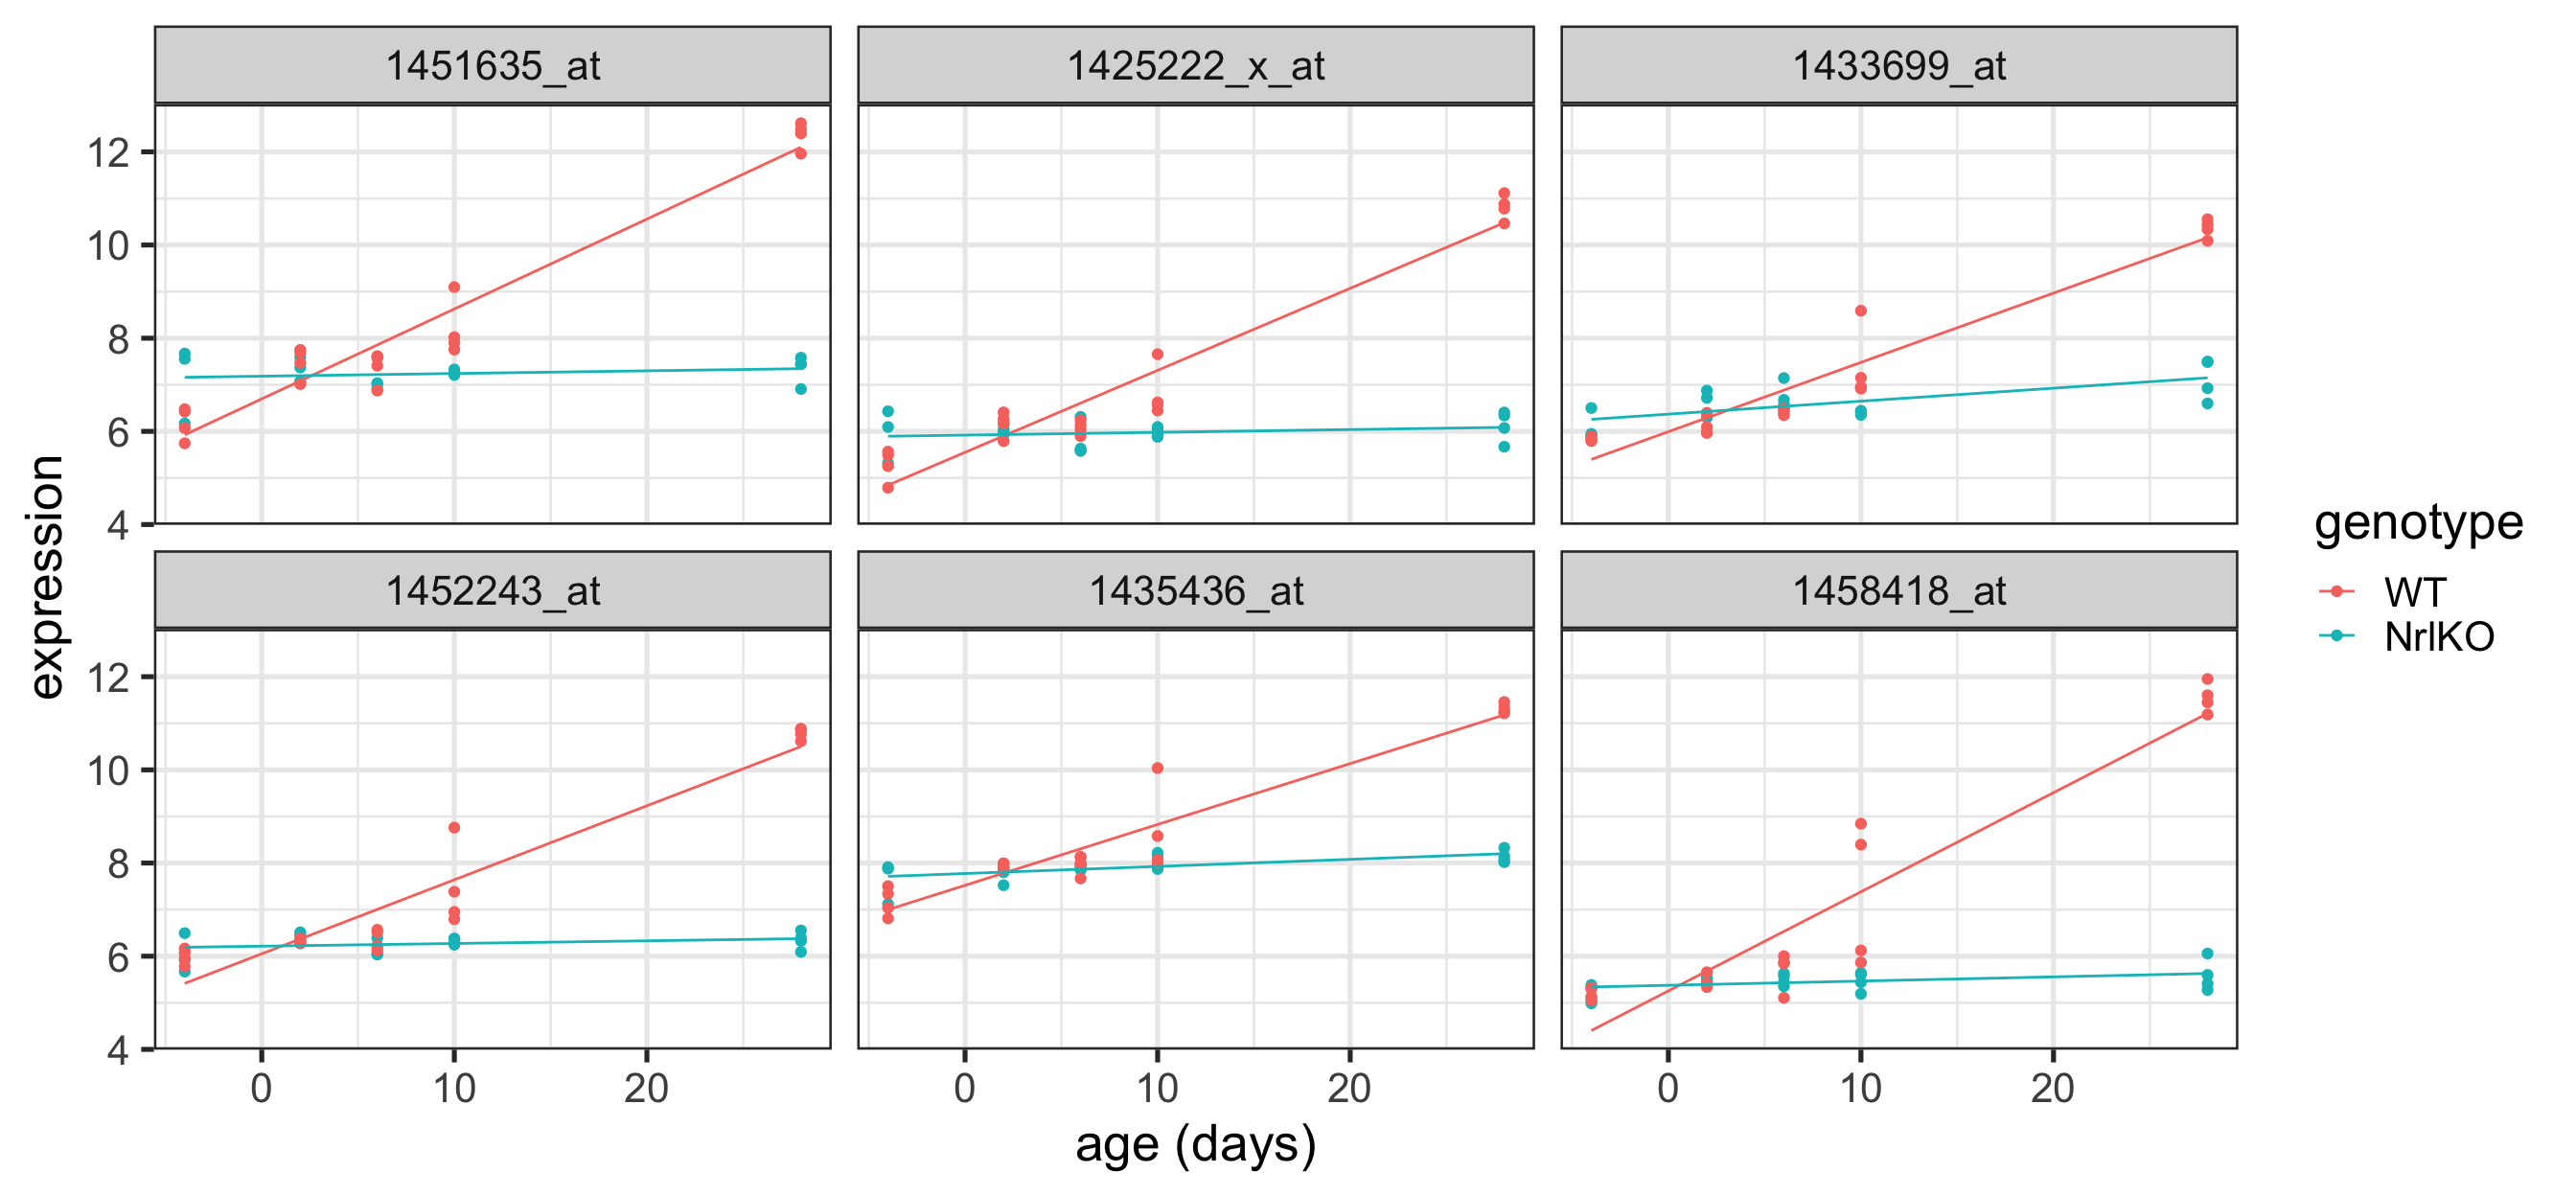 1451635_at
1425222_x_at
1433699_at
12
10
8
6
4
1452243_at
1435436_at
1458418_at
12
10
8
6
4
0 10 20
0 10 20
0 10 20
age (days)
expression
genotype
WT
NrlKO